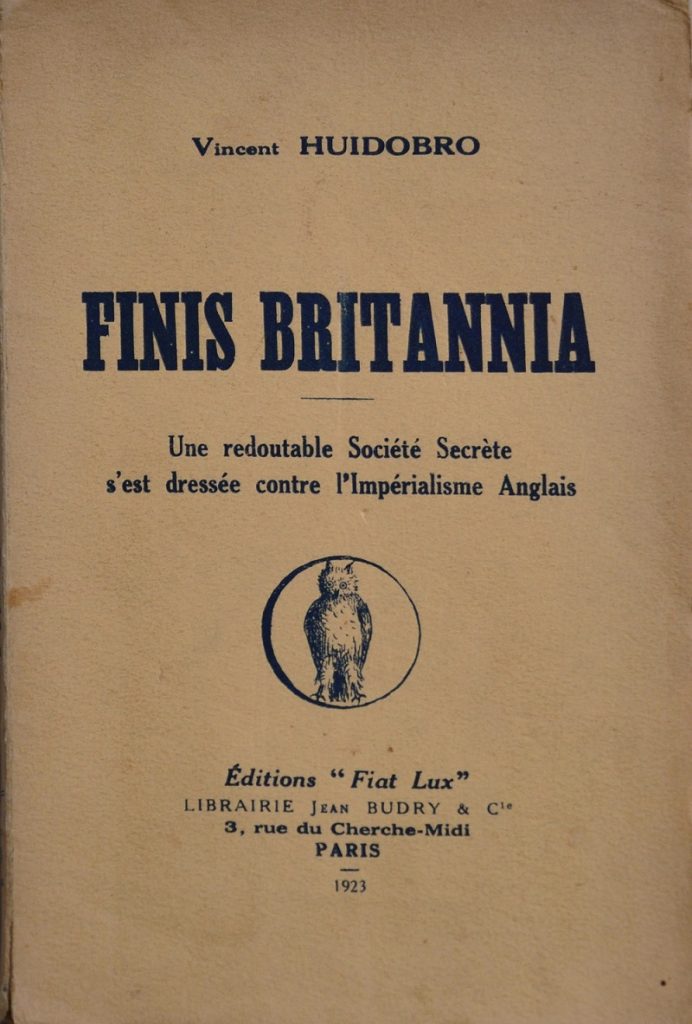 Vincent HUIDOBRO
FINIS BRITANNIA
Une redoutable Société Secrète
s'est dressée contre l'Impérialisme Anglais
Éditions “Fiat Lux”
LIBRAIRIE JEAN BUDRY & Cie
3, rue du Cherche-Midi
PARIS
1923